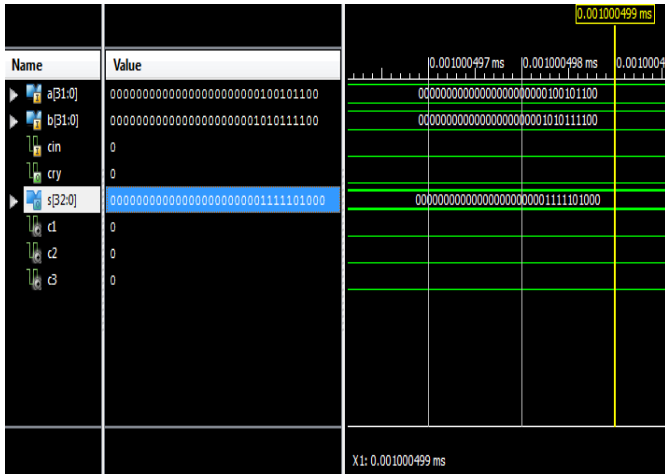 0.001000499 ms
Name Value 0.001000497 ms 0.001000498 ms 0.0010004
a[31:0] 00000000000000000000000100101100 00000000000000000000000100101100
b[31:0] 00000000000000000000001010111100 00000000000000000000001010111100
cin 0
cry 0
s[32:0] 000000000000000000000001111101000 000000000000000000000001111101000
c1 0
c2 0
c3 0
X1: 0.001000499 ms